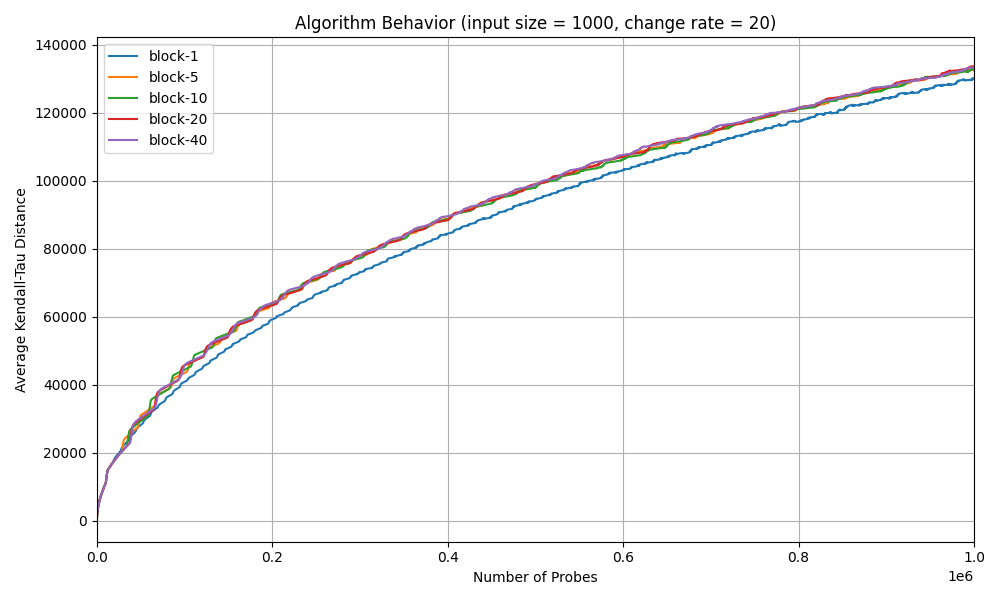 Algorithm Behavior (input size = 1000, change rate = 20)
block-1
block-5
block-10
block-20
block-40
Average Kendall-Tau Distance
140000
120000
100000
80000
60000
40000
20000
0
0.0 0.2 0.4 0.6 0.8 1.0
1e6
Number of Probes